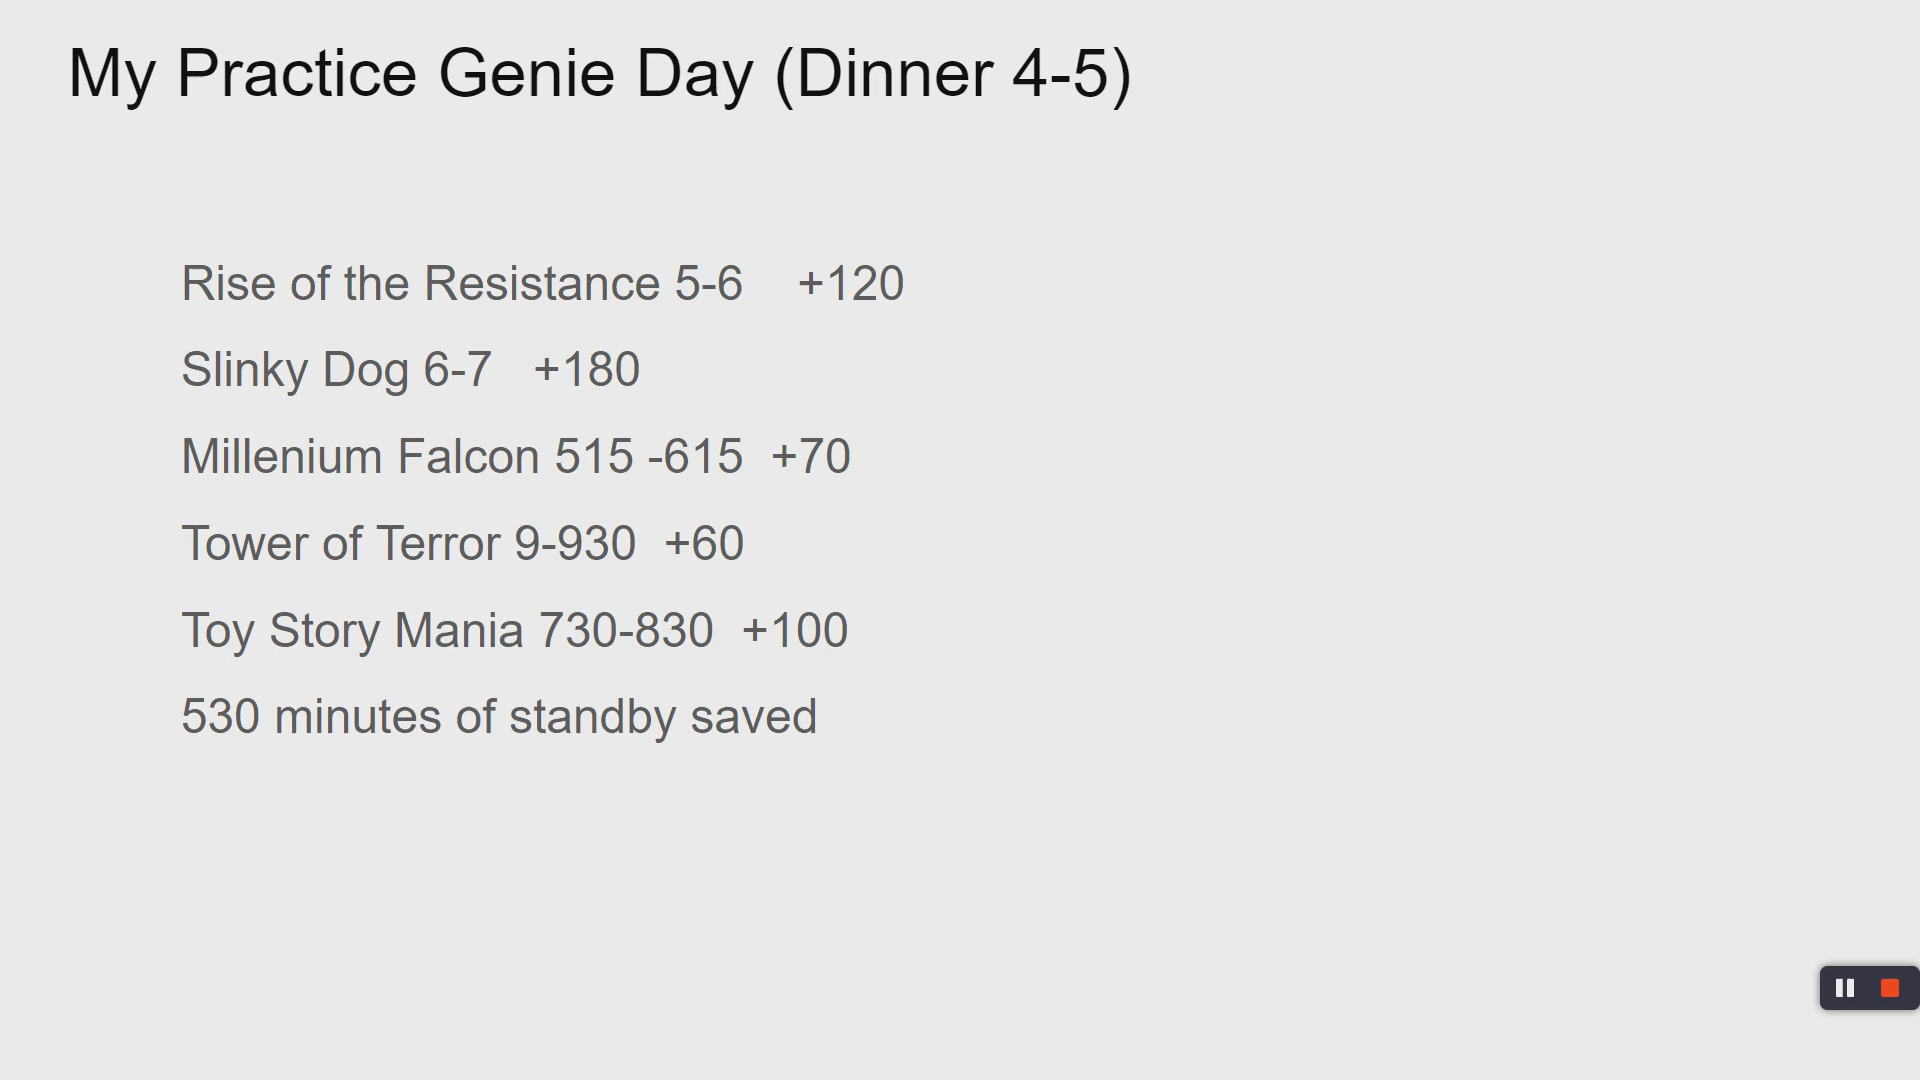 My Practice Genie Day (Dinner 4-5)
Rise of the Resistance 5-6 +120
Slinky Dog 6-7 +180
Millenium Falcon 515 -615 +70
Tower of Terror 9-930 +60
Toy Story Mania 730-830 +100
530 minutes of standby saved